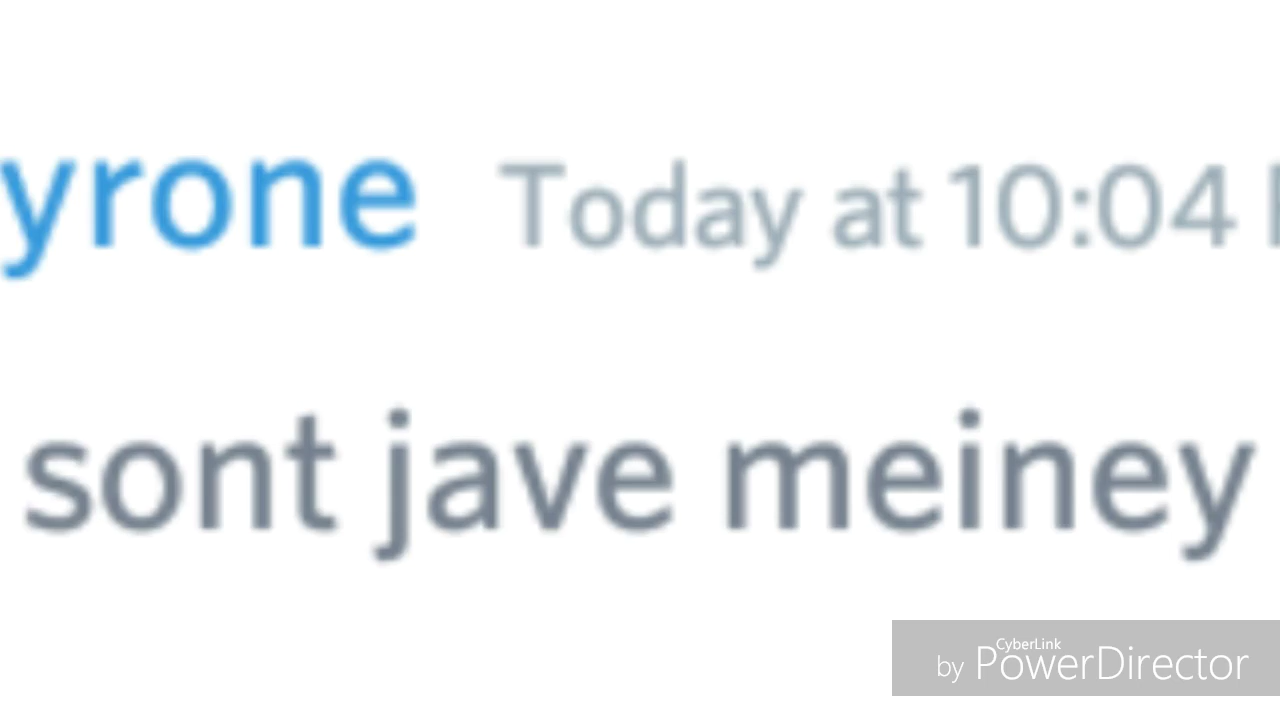 yrone Today at 10:04
sont jave meiney
CyberLink
by PowerDirector